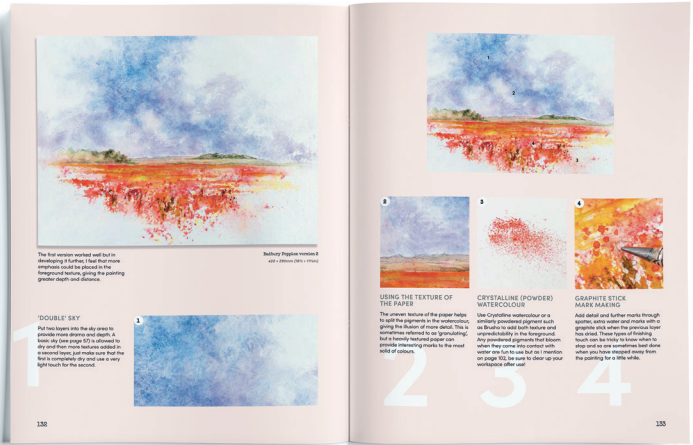 The first version worked well but in
developing it further, I feel that more
emphasis could be placed in the
foreground texture, giving the painting
greater depth and distance.
Badbury Poppies version 2
'DOUBLE' SKY
Put two layers into the sky area to
provide more drama and depth. A
basic sky (see page 57) is allowed to
dry and then more textures added in
a second layer, just make sure that the
first is completely dry and use a very
light touch for the second.
1
1
132
1
2
3
2
3
4
USING THE TEXTURE OF
THE PAPER
The uneven texture of the paper helps
to split the pigments in the watercolour,
giving the illusion of more detail. This is
sometimes referred to as 'granulating',
but a heavily textured paper can
provide interesting marks to the most
solid of colours.
2
CRYSTALLINE (POWDER)
WATERCOLOUR
Use Crystalline watercolour or a
similarly powdered pigment such
as Brusho to add both texture and
unpredictability in the foreground.
Any powdered pigments that bloom
when they come into contact with
water are fun to use but as I mention
on page 102, be sure to clear up your
workspace after use!
3
GRAPHITE STICK
MARK MAKING
Add detail and further marks through
spatter, extra water and marks with a
graphite stick when the previous layer
has dried. These types of finishing
touch can be tricky to know when to
stop and so are sometimes best done
when you have stepped away from
the painting for a little while.
4
133